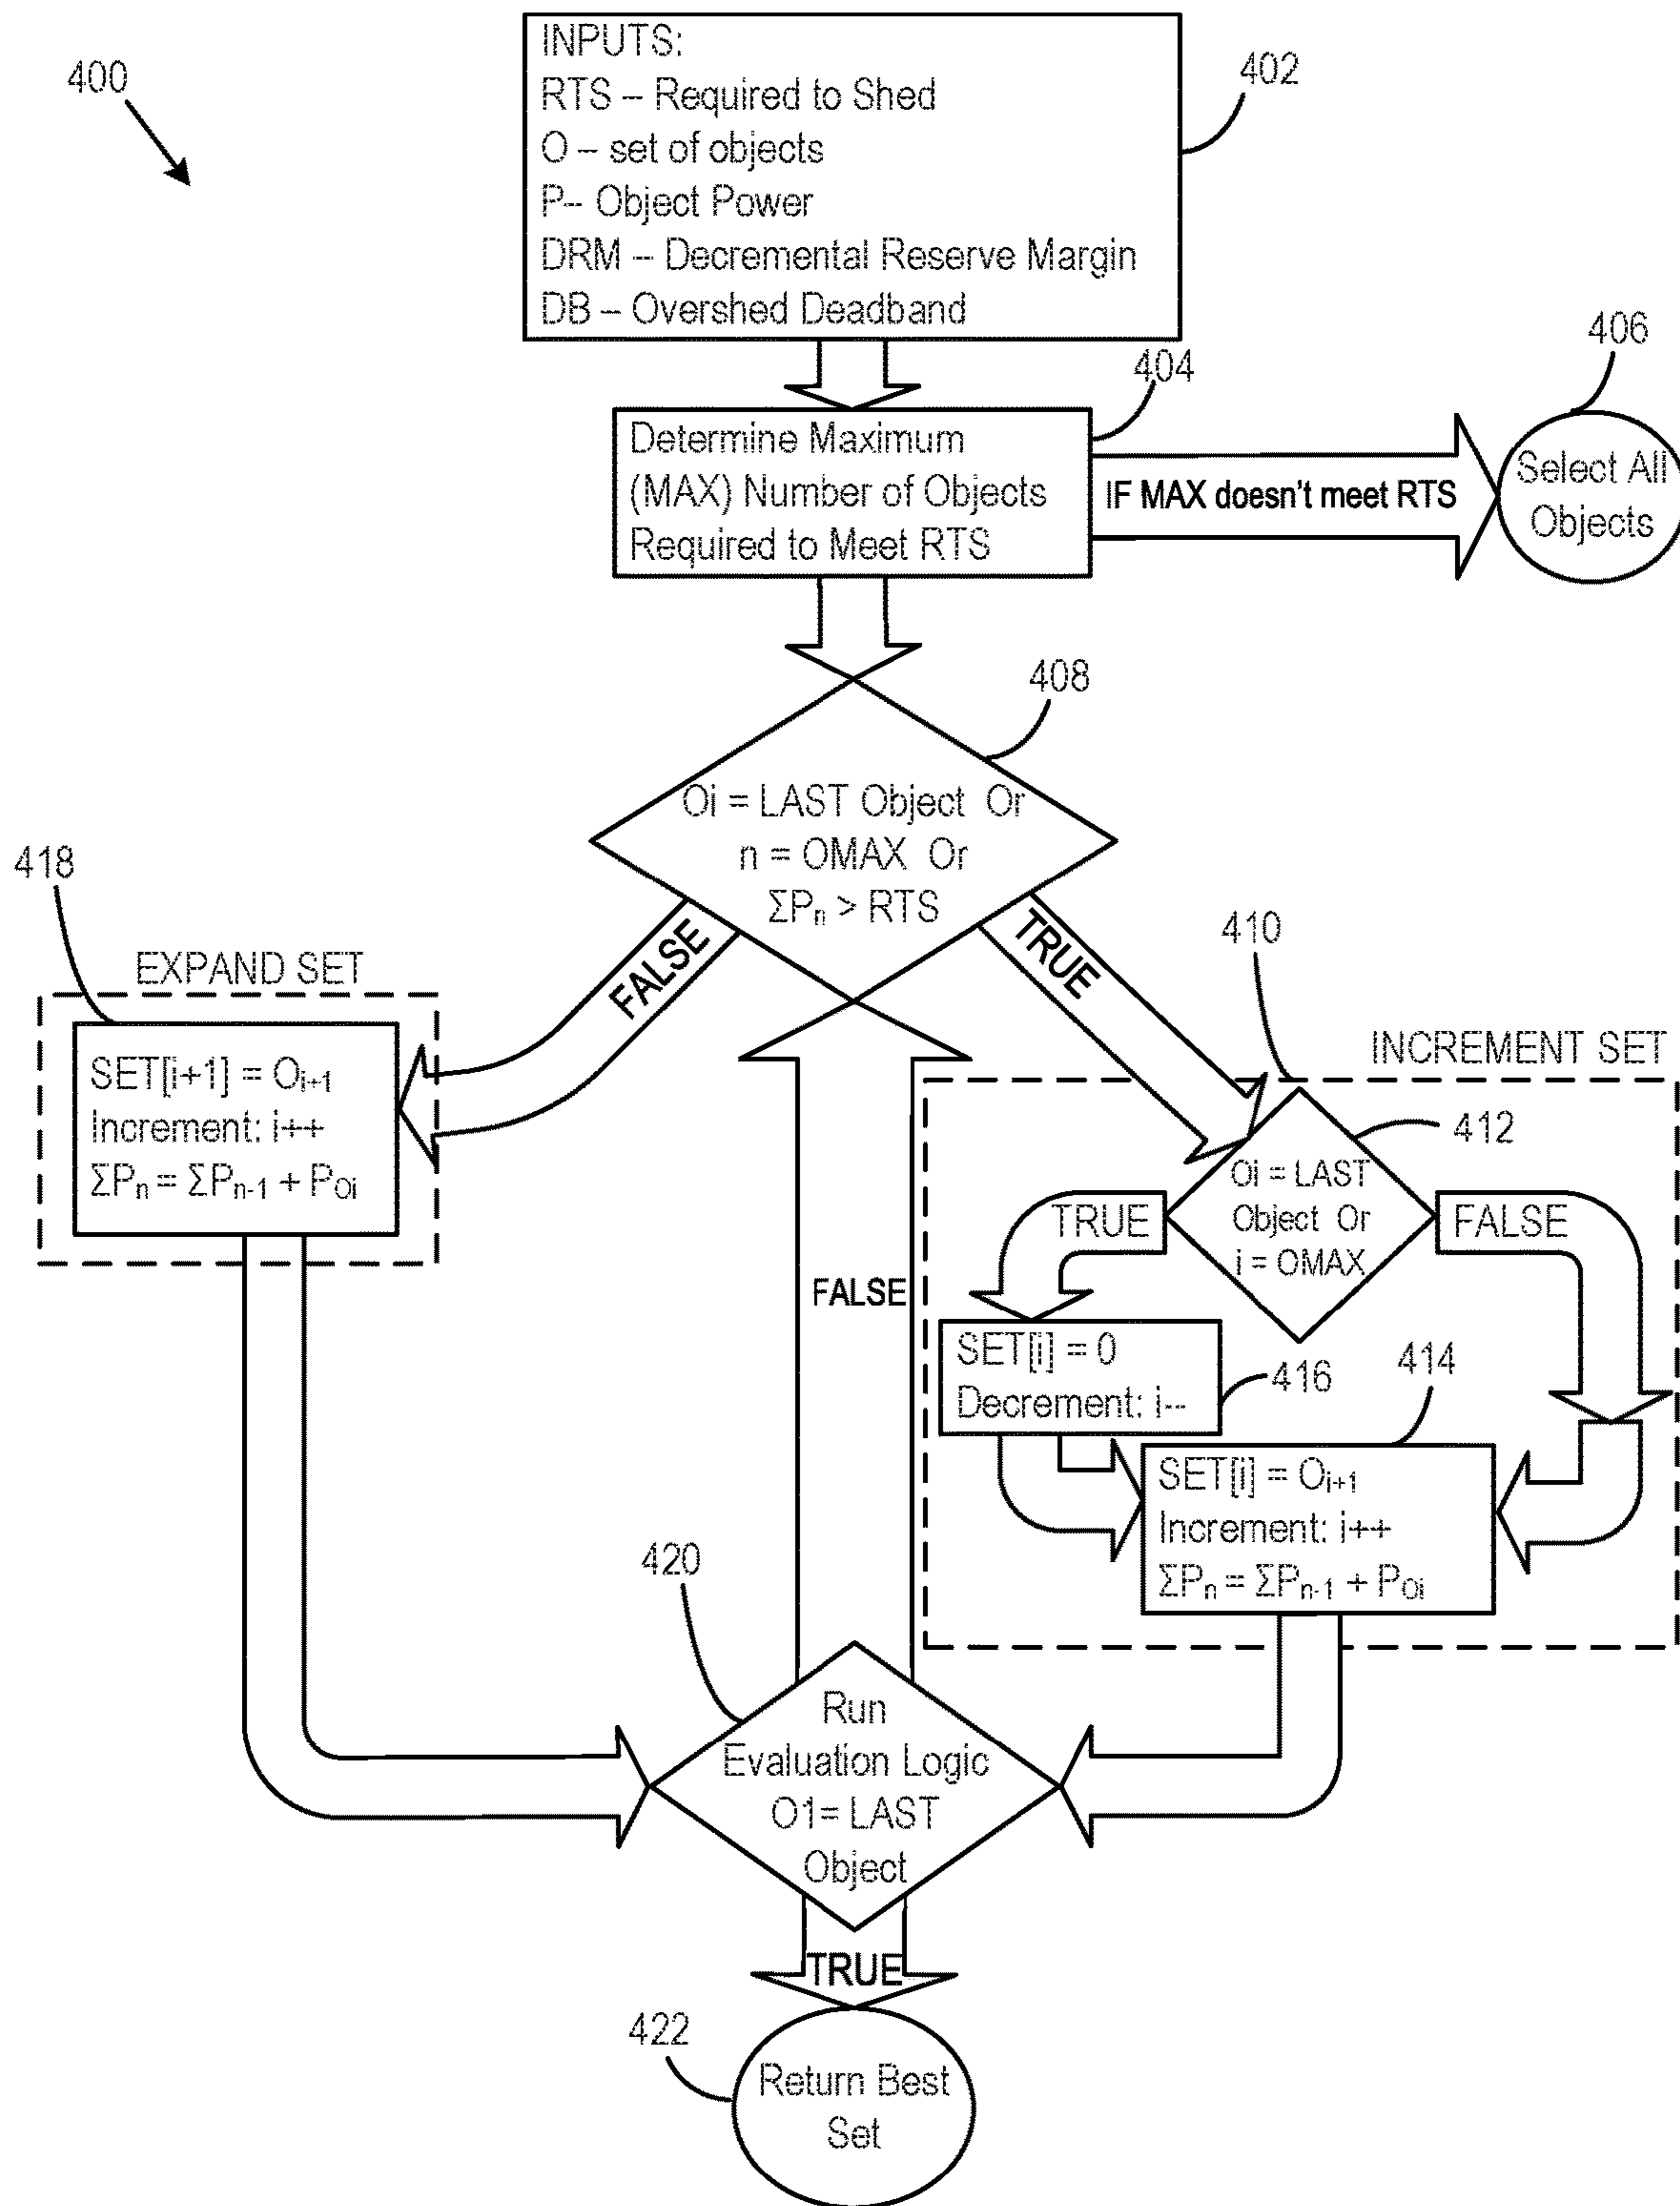 400
INPUTS:
RTS – Required to Shed
O – set of objects
P-- Object Power
DRM – Decremental Reserve Margin
DB – Overshed Deadband
402
404
Determine Maximum
(MAX) Number of Objects
Required to Meet RTS
IF MAX doesn't meet RTS
406
Select All
Objects
408
Oi = LAST Object Or
n = OMAX Or
ΣPn > RTS
418
FALSE
TRUE
410
EXPAND SET
SET[i+1] = Oi+1
Increment: i++
ΣPn = ΣPn-1 + POi
INCREMENT SET
412
Oi = LAST
Object Or
i = OMAX
TRUE
FALSE
FALSE
SET[i] = 0
Decrement: i--
416
414
SET[i] = Oi+1
Increment: i++
ΣPn = ΣPn-1 + POi
420
Run
Evaluation Logic
O1= LAST
Object
TRUE
422
Return Best
Set